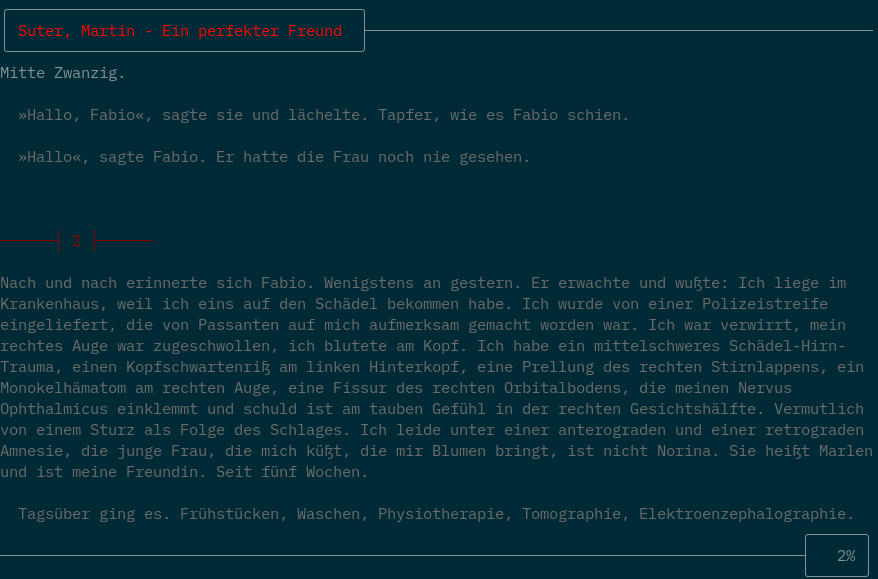 Suter, Martin - Ein perfekter Freund
Mitte Zwanzig.
»Hallo, Fabio«, sagte sie und lächelte. Tapfer, wie es Fabio schien.
»Hallo«, sagte Fabio. Er hatte die Frau noch nie gesehen.
2
Nach und nach erinnerte sich Fabio. Wenigstens an gestern. Er erwachte und wußte: Ich liege im
Krankenhaus, weil ich eins auf den Schädel bekommen habe. Ich wurde von einer Polizeistreife
eingeliefert, die von Passanten auf mich aufmerksam gemacht worden war. Ich war verwirrt, mein
rechtes Auge war zugeschwollen, ich blutete am Kopf. Ich habe ein mittelschweres Schädel-Hirn-
Trauma, einen Kopfschwartenriß am linken Hinterkopf, eine Prellung des rechten Stirnlappens, ein
Monokelhämatom am rechten Auge, eine Fissur des rechten Orbitalbodens, die meinen Nervus
Ophthalmicus einklemmt und schuld ist am tauben Gefühl in der rechten Gesichtshälfte. Vermutlich
von einem Sturz als Folge des Schlages. Ich leide unter einer anterograden und einer retrograden
Amnesie, die junge Frau, die mich küßt, die mir Blumen bringt, ist nicht Norina. Sie heißt Marlen
und ist meine Freundin. Seit fünf Wochen.
Tagsüber ging es. Frühstücken, Waschen, Physiotherapie, Tomographie, Elektroenzephalographie.
2%